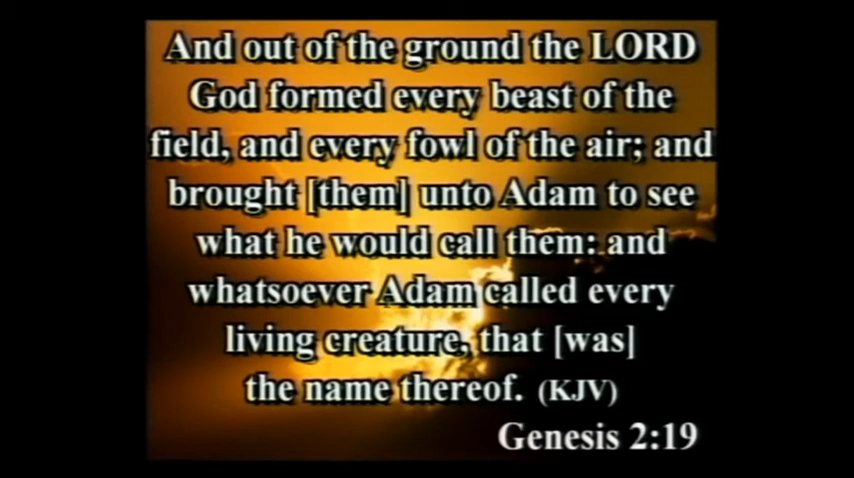 And out of the ground the LORD
God formed every beast of the
field, and every fowl of the air; and
brought [them] unto Adam to see
what he would call them: and
whatsoever Adam called every
living creature, that [was]
the name thereof. (KJV)
Genesis 2:19